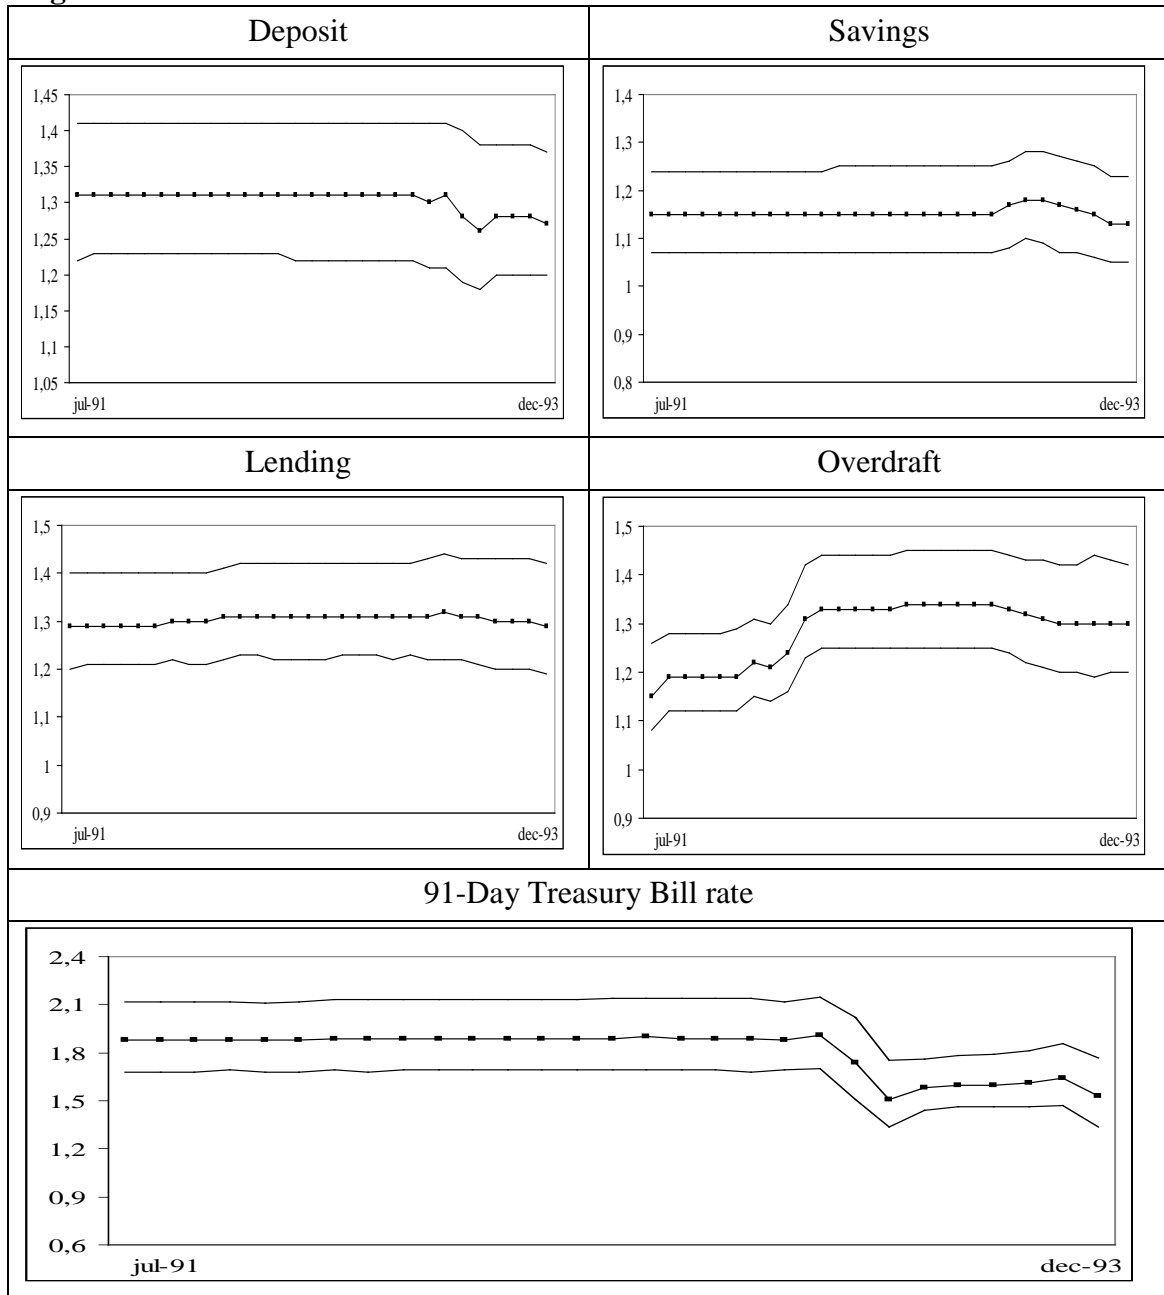 Deposit
Savings
1,45
1,4
1,35
1,3
1,25
1,2
1,15
1,1
1,05
jul-91
dec-93
1,4
1,3
1,2
1,1
1
0,9
0,8
jul-91
dec-93
Lending
Overdraft
1,5
1,4
1,3
1,2
1,1
1
0,9
jul-91
dec-93
1,5
1,4
1,3
1,2
1,1
1
0,9
jul-91
dec-93
91-Day Treasury Bill rate
2,4
2,1
1,8
1,5
1,2
0,9
0,6
jul-91
dec-93